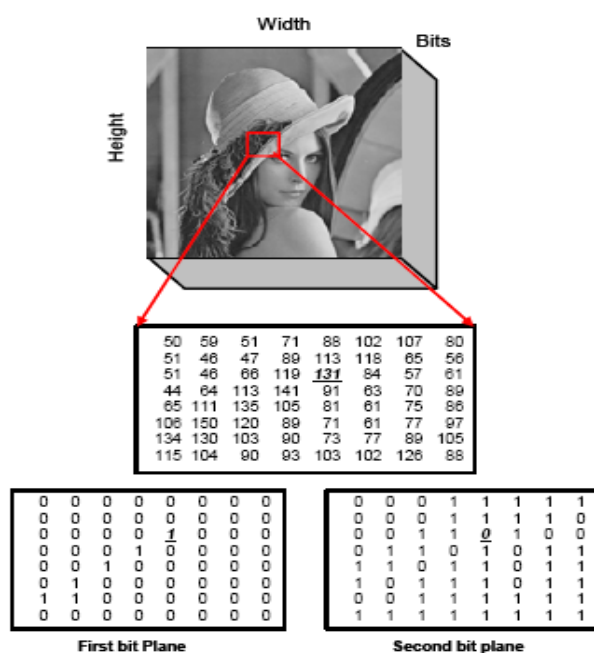 Width
Bits
Height
50 59 51 71 88 102 107 80
51 46 47 89 113 118 65 56
51 46 66 119 131 84 57 61
44 64 113 141 91 63 70 89
65 111 135 105 81 61 75 86
106 150 120 89 71 61 77 97
134 130 103 90 73 77 89 105
115 104 90 93 103 102 126 88
0 0 0 0 0 0 0 0
0 0 0 0 0 0 0 0
0 0 0 0 1 0 0 0
0 0 0 1 0 0 0 0
0 0 1 0 0 0 0 0
0 1 0 0 0 0 0 0
1 1 0 0 0 0 0 0
0 0 0 0 0 0 0 0
First bit Plane
0 0 0 1 1 1 1 1
0 0 0 1 1 1 1 0
0 0 1 1 0 1 0 0
0 1 1 0 1 0 1 1
1 1 0 1 1 0 1 1
1 0 1 1 1 0 1 1
0 0 1 1 1 1 1 1
1 1 1 1 1 1 1 1
Second bit plane